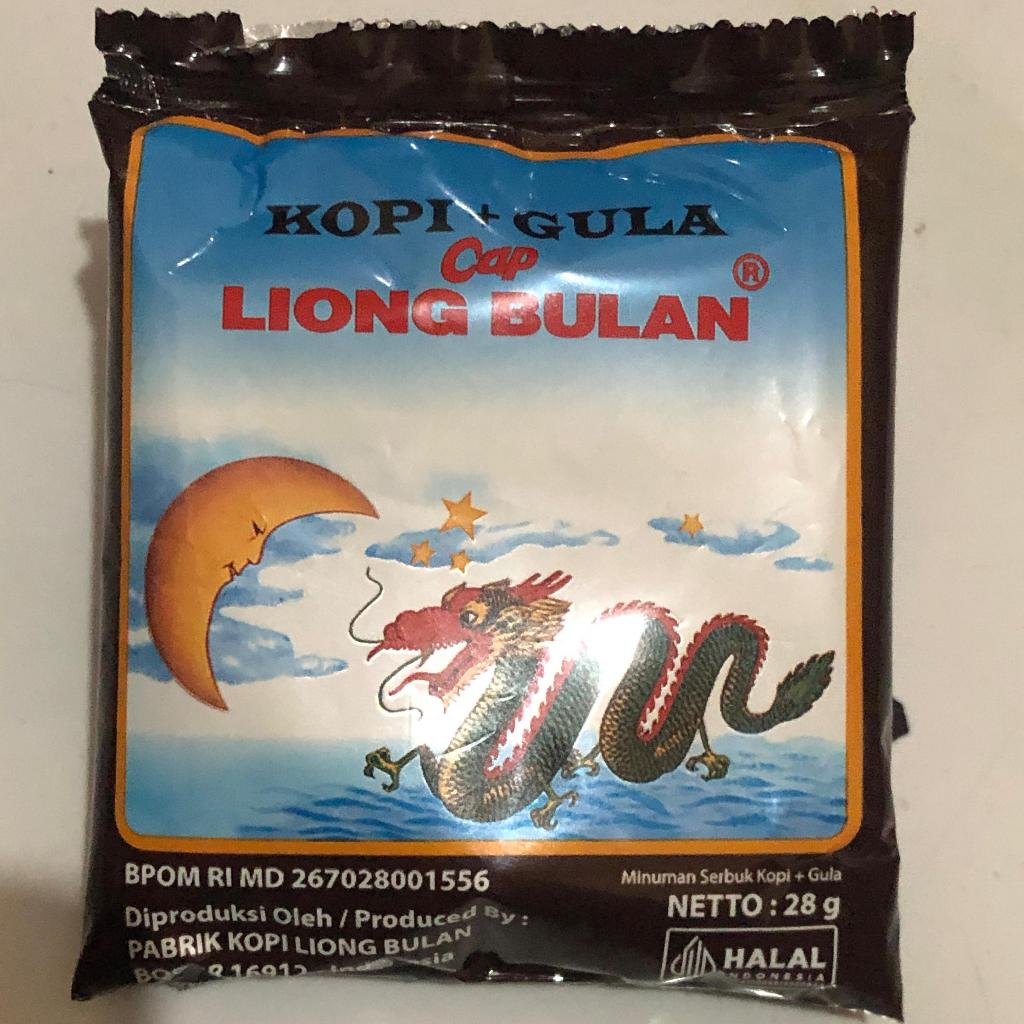 KOPI + GULA
Cap
LIONG BULAN ®
BPOM RI MD 267028001556
Diproduksi Oleh / Produced By :
PABRIK KOPI LIONG BULAN
16912
Minuman Serbuk Kopi + Gula
NETTO : 28 g
HALAL
INDONESIA